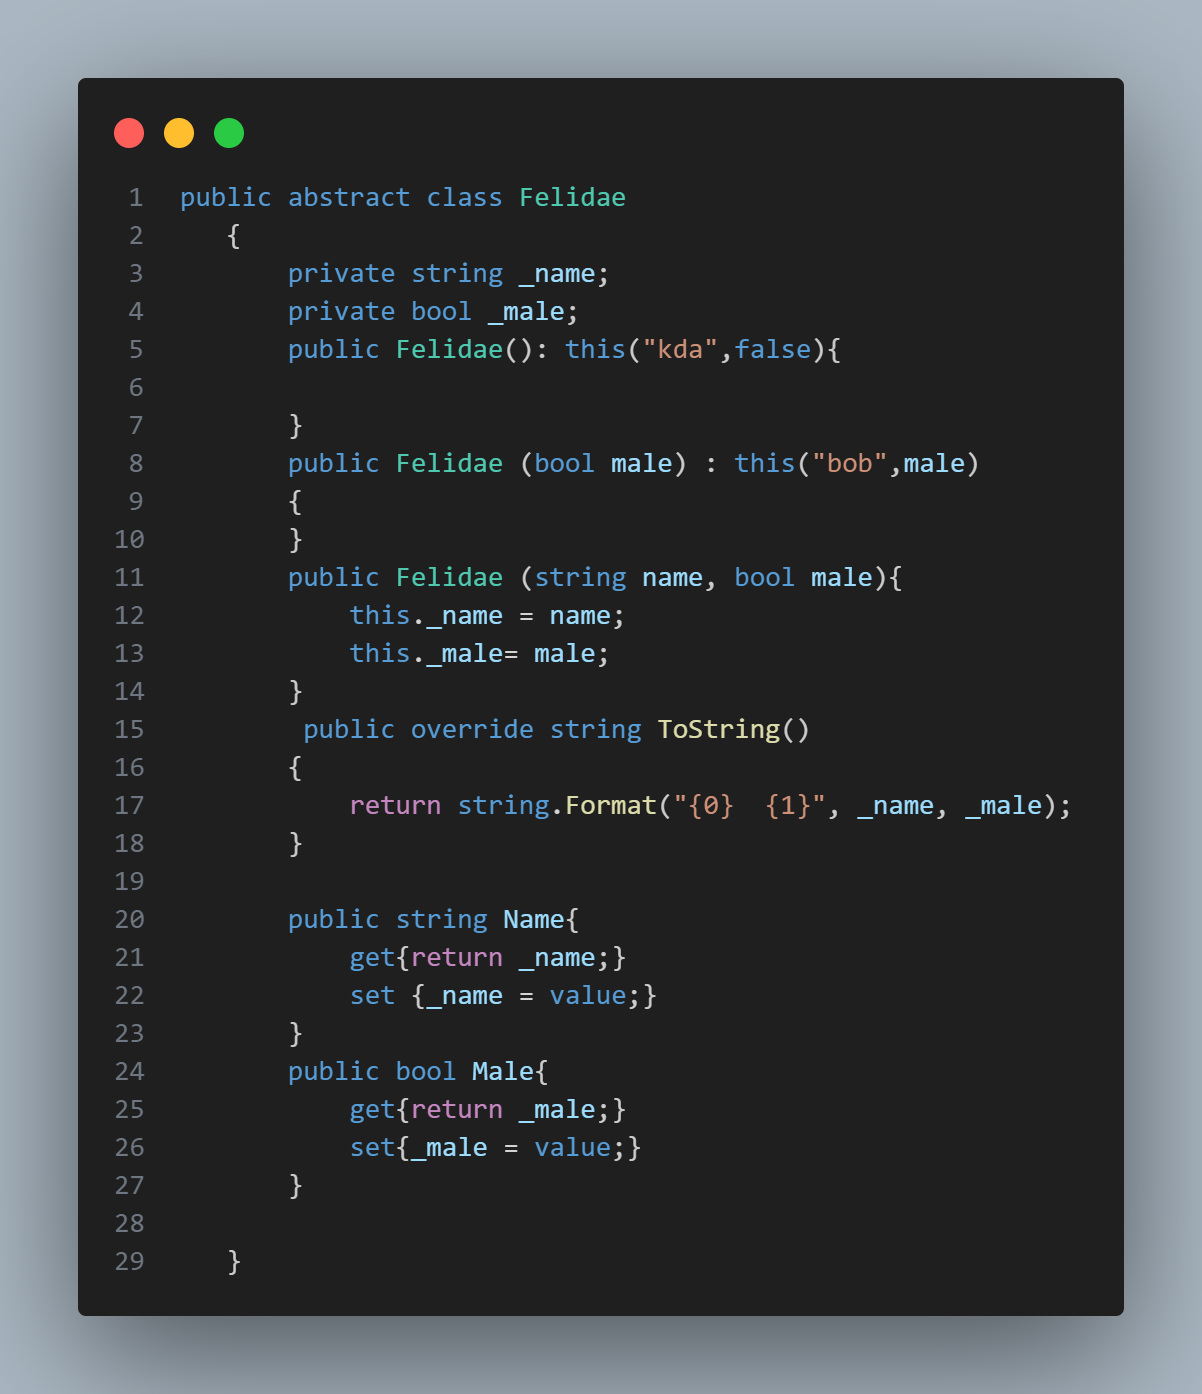 1 public abstract class Felidae
2    {
3        private string _name;
4        private bool _male;
5        public Felidae(): this("kda",false){
6
7        }
8        public Felidae (bool male) : this("bob",male)
9        {
10        }
11        public Felidae (string name, bool male){
12            this._name = name;
13            this._male= male;
14        }
15         public override string ToString()
16        {
17            return string.Format("{0}  {1}", _name, _male);
18        }
19
20        public string Name{
21            get{return _name;}
22            set {_name = value;}
23        }
24        public bool Male{
25            get{return _male;}
26            set{_male = value;}
27        }
28
29    }